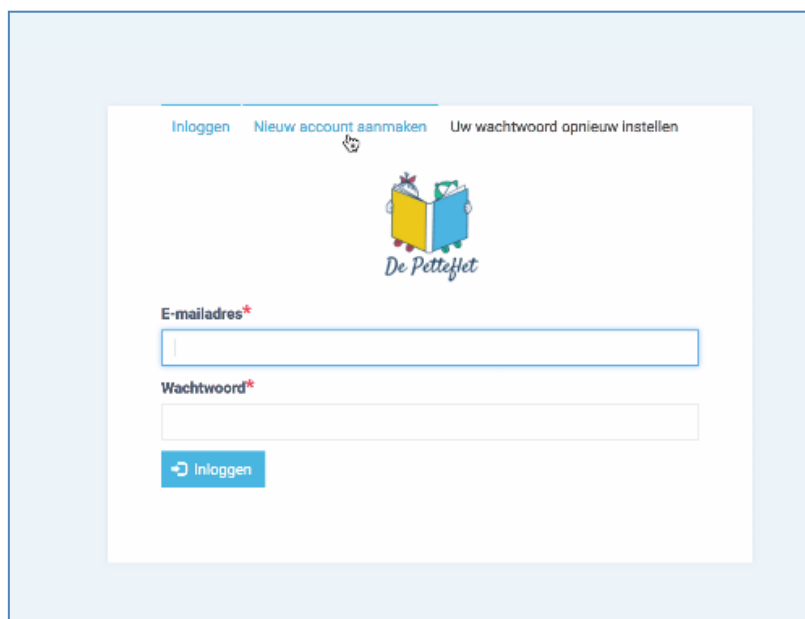 Inloggen Nieuw account aanmaken Uw wachtwoord opnieuw instellen
De Petteflet
E-mailadres*
Wachtwoord*
Inloggen